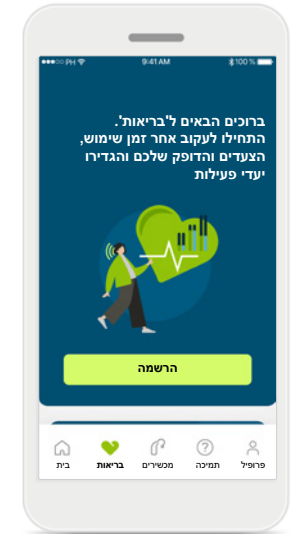 PH 9:41 AM 100%
ברוכים הבאים ל'בריאות'.
התחילו לעקוב אחר זמן שימוש,
הצעדים והדופק שלכם והגדירו
יעדי פעילות
הרשמה
פרופיל תמיכה מכשירים בריאות בית